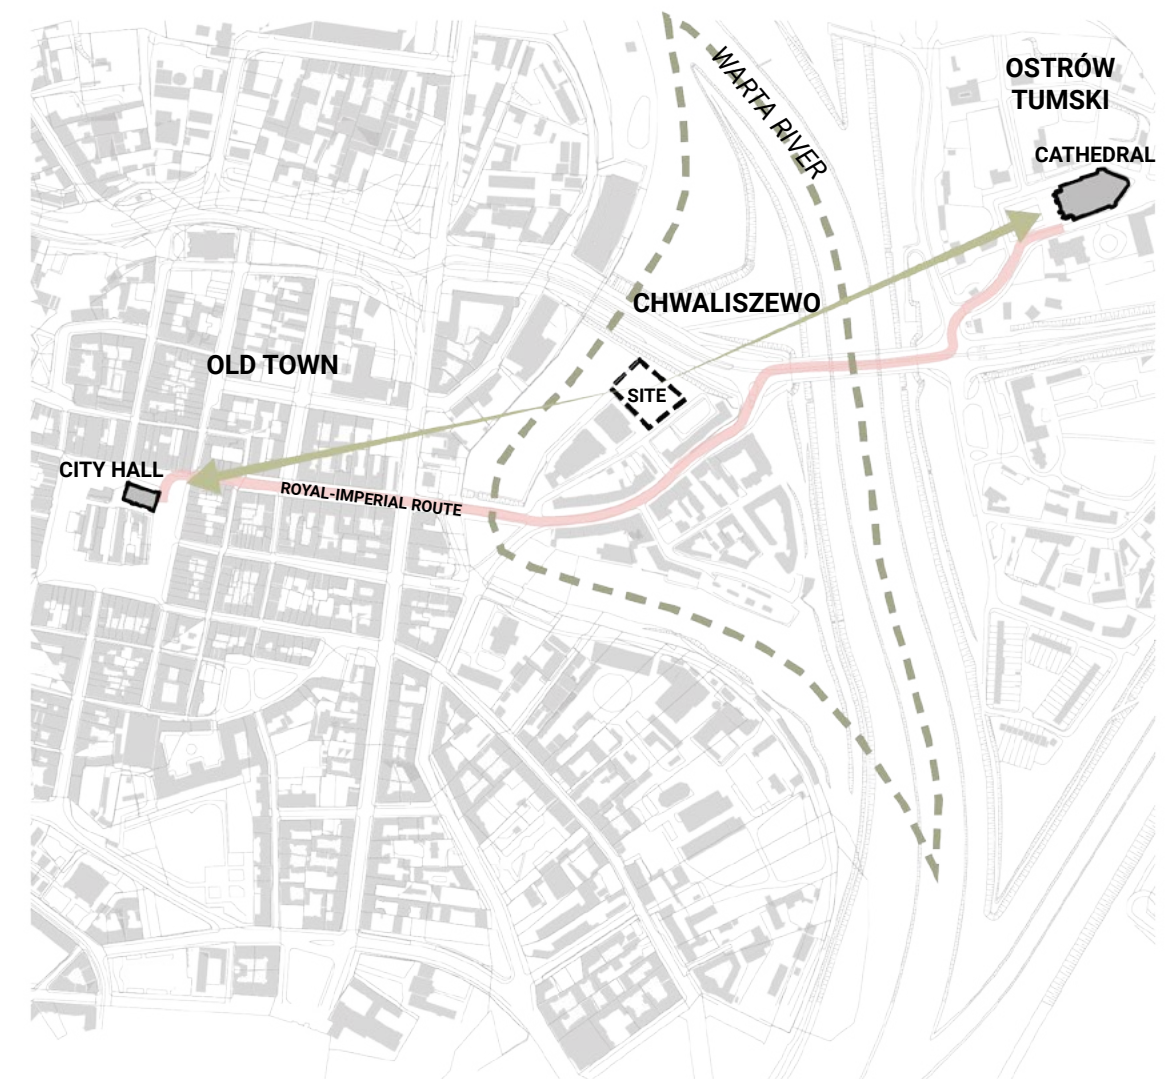 OSTRÓW
TUMSKI
WARTA RIVER
CATHEDRAL
CHWALISZEWO
OLD TOWN
SITE
CITY HALL
ROYAL-IMPERIAL ROUTE